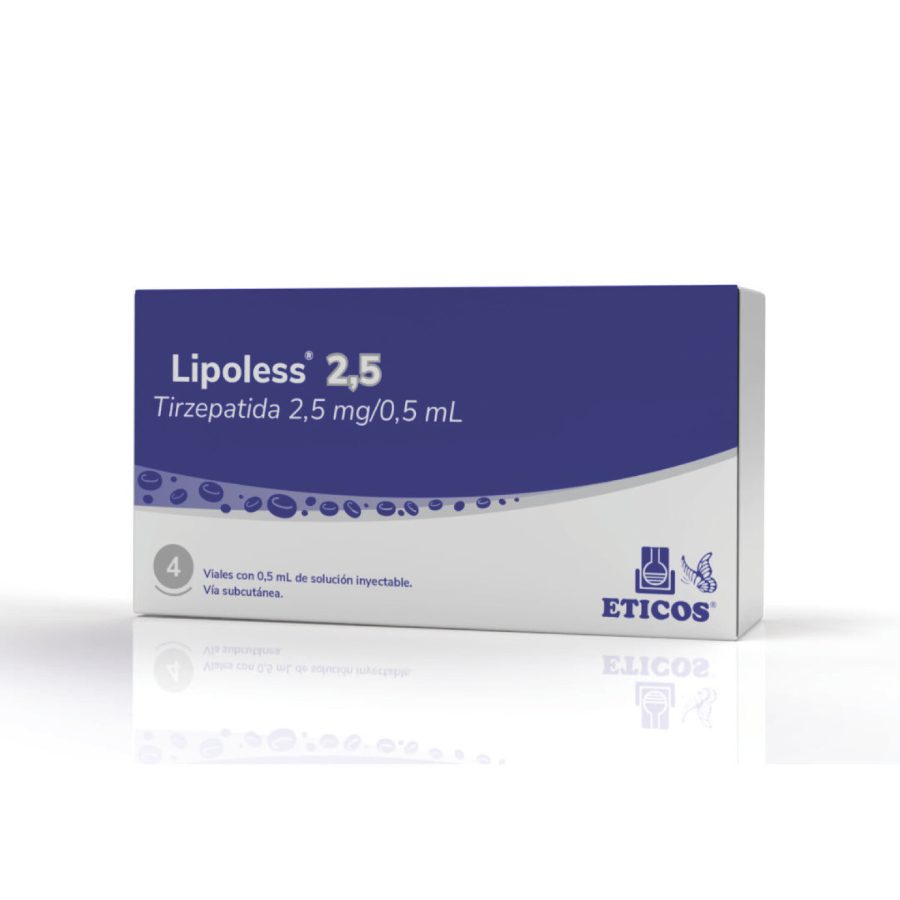 Lipoless® 2,5
Tirzepatida 2,5 mg/0,5 mL
4
Viales con 0,5 mL de solución inyectable.
Vía subcutánea.
ETICOS®